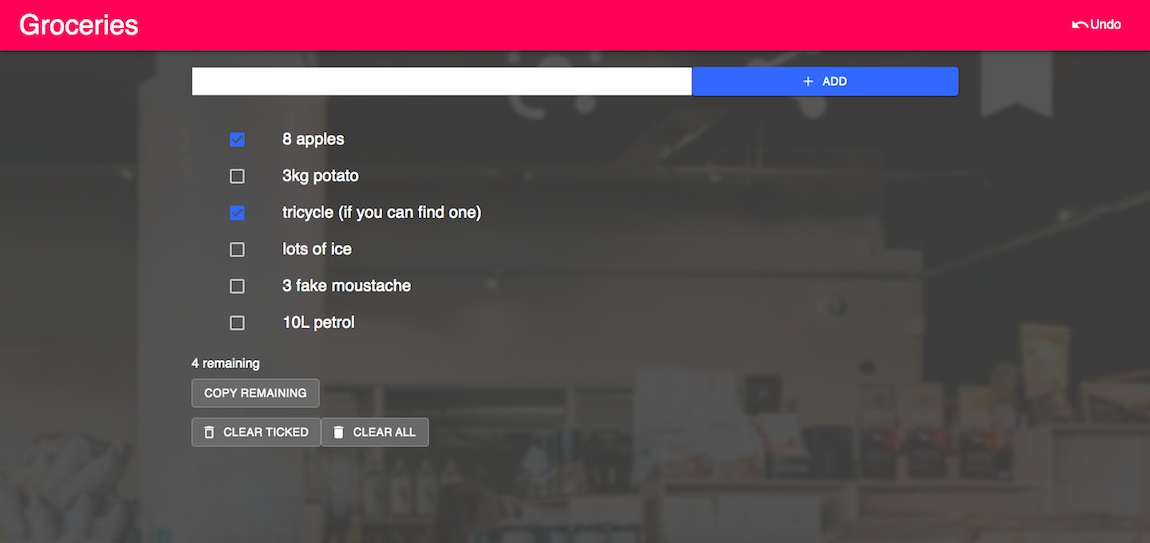 Groceries
Undo
ADD
8 apples
3kg potato
tricycle (if you can find one)
lots of ice
3 fake moustache
10L petrol
4 remaining
COPY REMAINING
CLEAR TICKED
CLEAR ALL